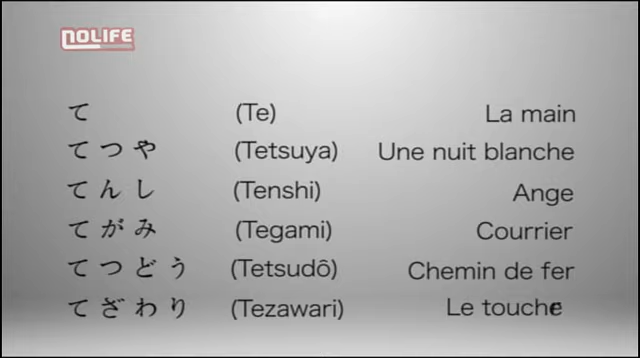 NOLIFE
て (Te) La main
てつや (Tetsuya) Une nuit blanche
てんし (Tenshi) Ange
てがみ (Tegami) Courrier
てつどう (Tetsudô) Chemin de fer
てざわり (Tezawari) Le touche